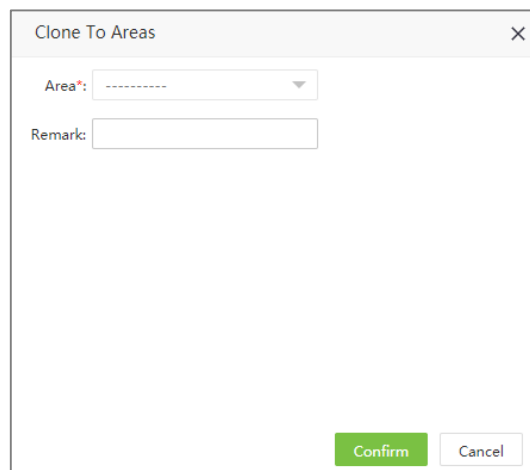 Clone To Areas
Area*: ----------
Remark:
Confirm Cancel